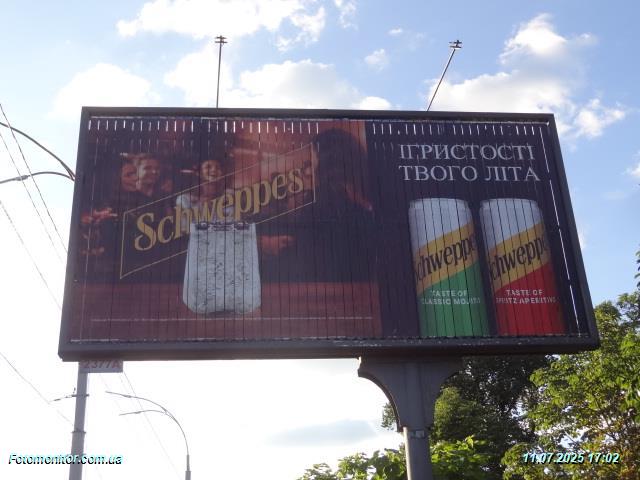 Schweppes
ІГРИСТОСТІ
ТВОГО ЛІТА
Schweppes
TASTE OF
CLASSIC MOJITO
Schweppes
TASTE OF
SPRITZ APERITIVO
2377A
Fotomonitor.Com.ua
11.07.2025 17:02